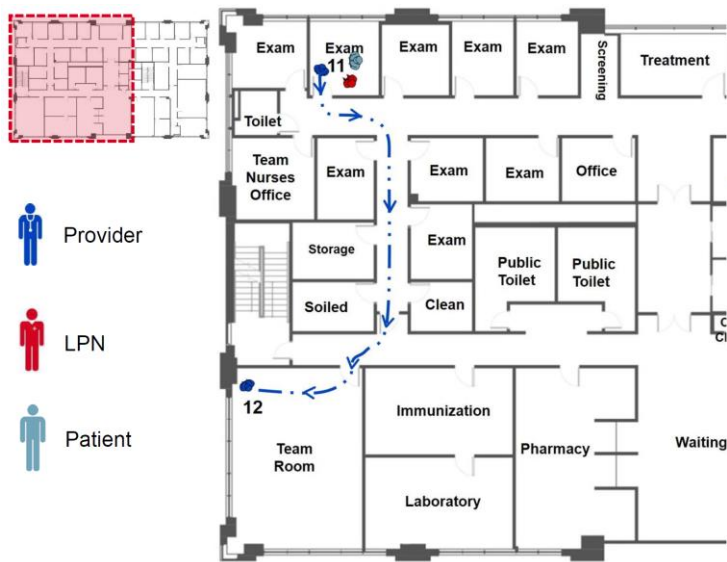 Provider
LPN
Patient
Exam
Exam
11
Exam
Exam
Exam
Screening
Treatment
Toilet
Team
Nurses
Office
Exam
Exam
Exam
Office
Storage
Exam
Public
Toilet
Public
Toilet
Soiled
Clean
12
Team
Room
Immunization
Laboratory
Pharmacy
Waiting